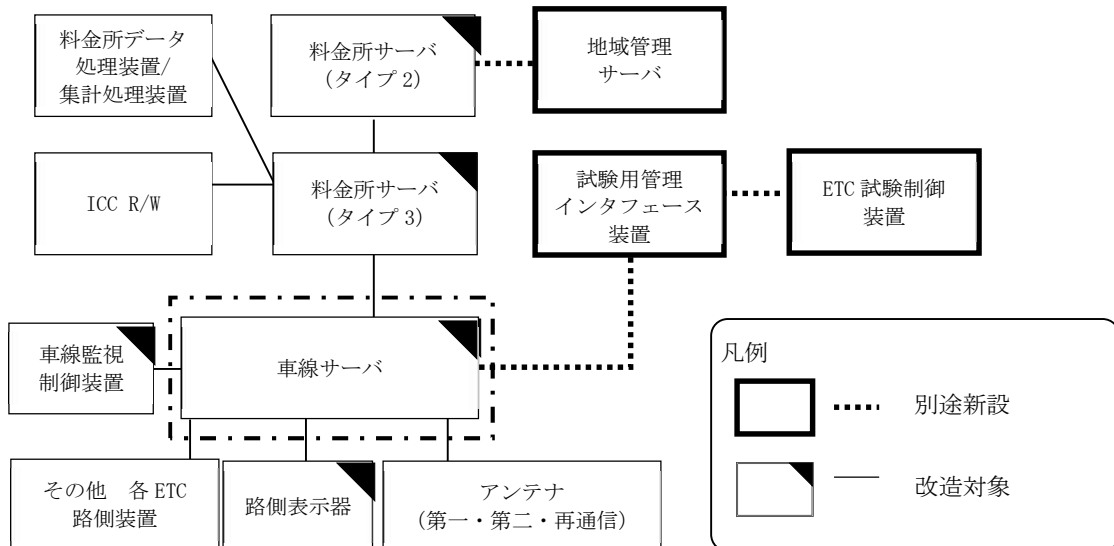 料金所データ
処理装置/
集計処理装置
料金所サーバ
(タイプ2)
地域管理
サーバ
ICC R/W
料金所サーバ
(タイプ3)
試験用管理
インタフェース
装置
ETC 試験制御
装置
車線監視
制御装置
車線サーバ
凡例
別途新設
改造対象
その他 各 ETC
路側装置
路側表示器
アンテナ
(第一・第二・再通信)